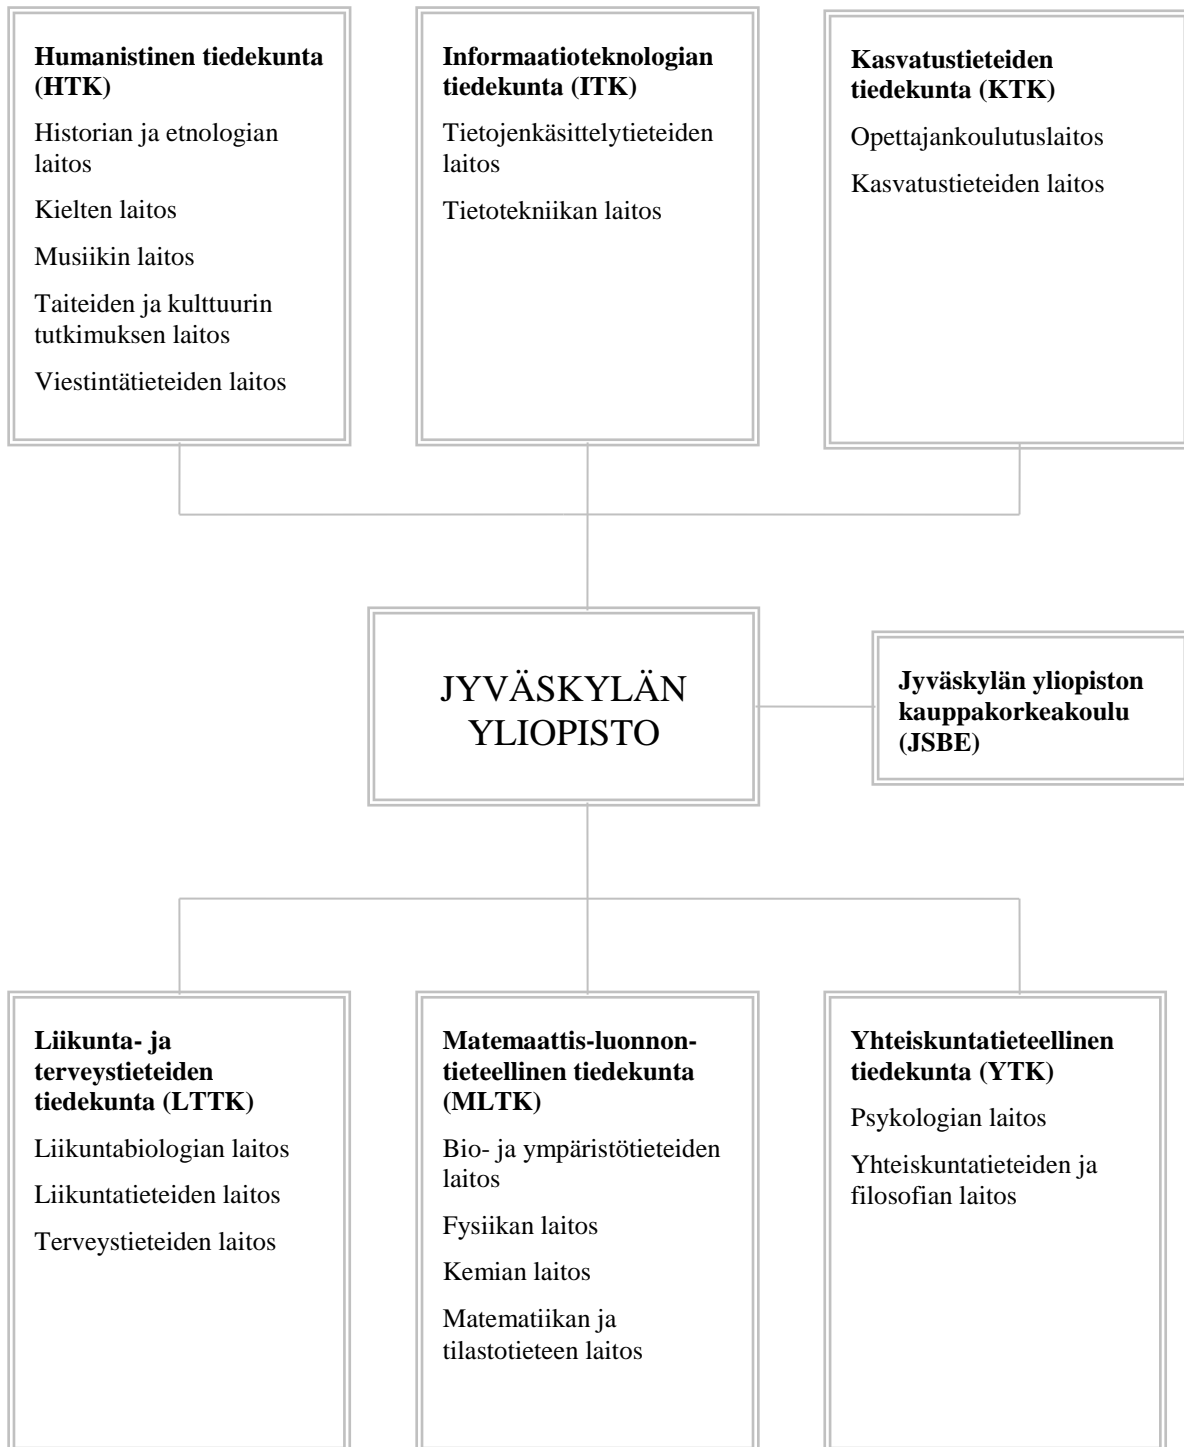 Humanistinen tiedekunta
(HTK)
Historian ja etnologian
laitos
Kielten laitos
Musiikin laitos
Taiteiden ja kulttuurin
tutkimuksen laitos
Viestintätieteiden laitos
Informaatioteknologian
tiedekunta (ITK)
Tietojenkäsittelytieteiden
laitos
Tietotekniikan laitos
Kasvatustieteiden
tiedekunta (KTK)
Opettajankoulutuslaitos
Kasvatustieteiden laitos
JYVÄSKYLÄN
YLIOPISTO
Jyväskylän yliopiston
kauppakorkeakoulu
(JSBE)
Liikunta- ja
terveystieteiden
tiedekunta (LTTK)
Liikuntabiologian laitos
Liikuntatieteiden laitos
Terveystieteiden laitos
Matemaattis-luonnon-
tieteellinen tiedekunta
(MLTK)
Bio- ja ympäristötieteiden
laitos
Fysiikan laitos
Kemian laitos
Matematiikan ja
tilastotieteen laitos
Yhteiskuntatieteellinen
tiedekunta (YTK)
Psykologian laitos
Yhteiskuntatieteiden ja
filosofian laitos